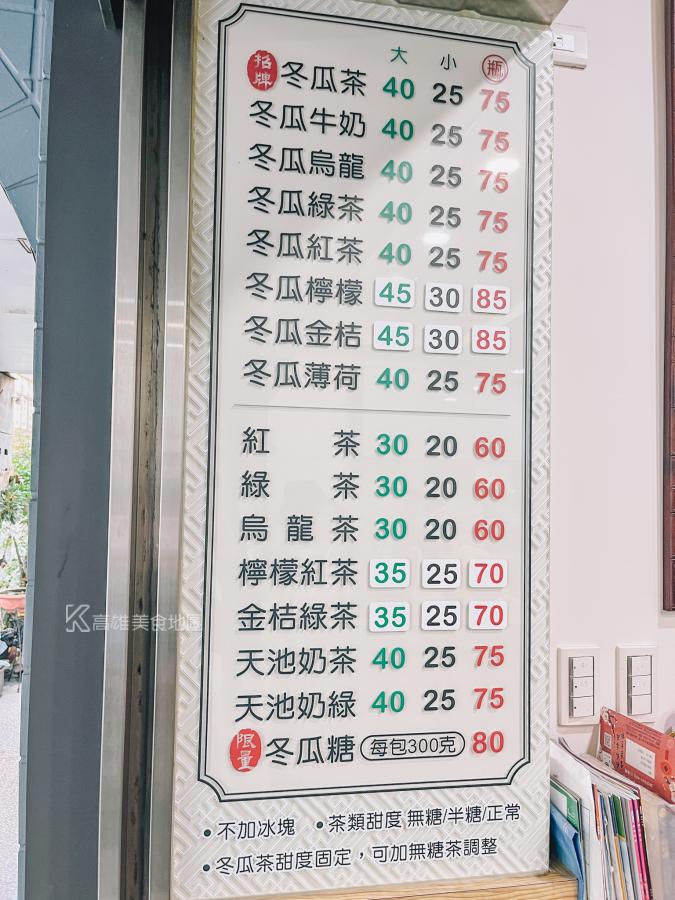 大 小 瓶
招牌 冬瓜茶 40 25 75
冬瓜牛奶 40 25 75
冬瓜烏龍 40 25 75
冬瓜綠茶 40 25 75
冬瓜紅茶 40 25 75
冬瓜檸檬 45 30 85
冬瓜金桔 45 30 85
冬瓜薄荷 40 25 75
紅茶 30 20 60
綠茶 30 20 60
烏龍茶 30 20 60
檸檬紅茶 35 25 70
金桔綠茶 35 25 70
天池奶茶 40 25 75
天池奶綠 40 25 75
限量 冬瓜糖 每包300克 80
•不加冰塊 •茶類甜度 無糖/半糖/正常
•冬瓜茶甜度固定，可加無糖茶調整
K高雄美食地圖